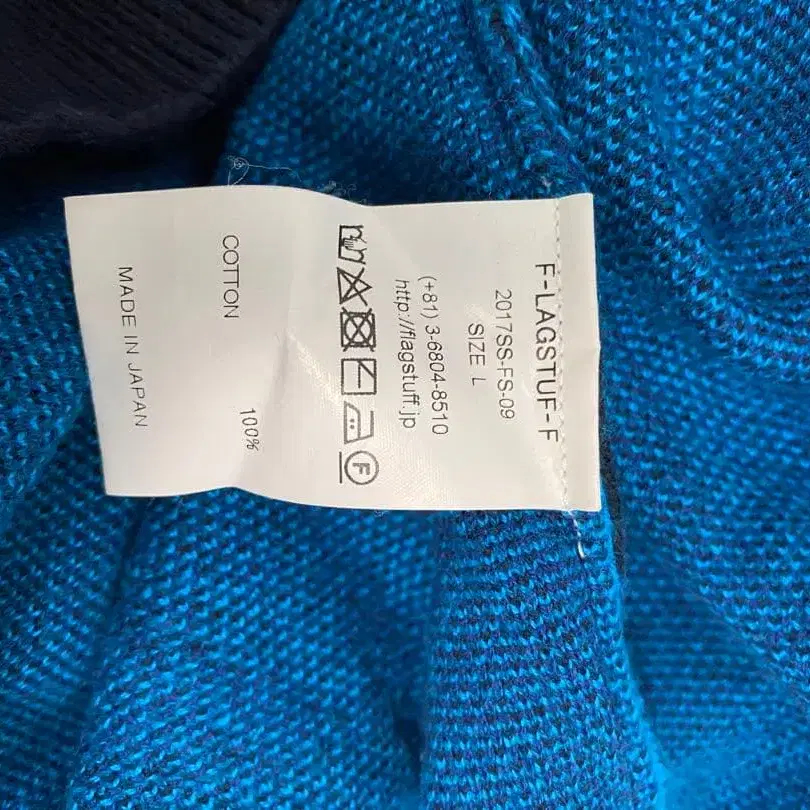 F-LAGSTUF-F
2017SS-FS-09
SIZE L
(+81) 3-6804-8510
http://flagstuff.jp
F
COTTON 100%
MADE IN JAPAN